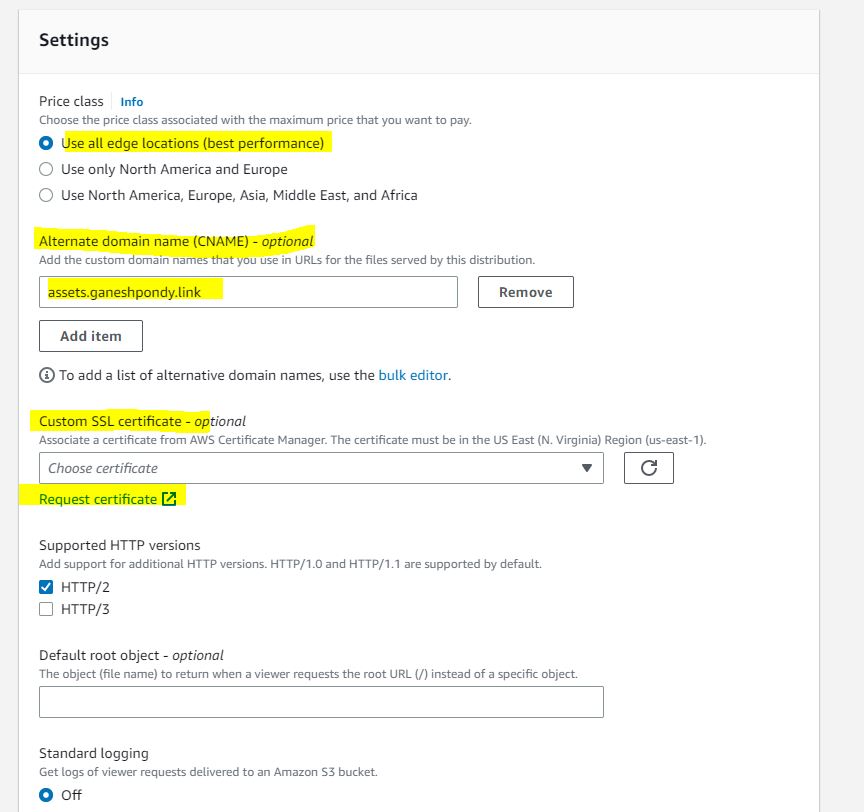 Settings
Price class Info
Choose the price class associated with the maximum price that you want to pay.
Use all edge locations (best performance)
Use only North America and Europe
Use North America, Europe, Asia, Middle East, and Africa
Alternate domain name (CNAME) - optional
Add the custom domain names that you use in URLs for the files served by this distribution.
assets.ganeshpondy.link
Remove
Add item
To add a list of alternative domain names, use the bulk editor.
Custom SSL certificate - optional
Associate a certificate from AWS Certificate Manager. The certificate must be in the US East (N. Virginia) Region (us-east-1).
Choose certificate
Request certificate
Supported HTTP versions
Add support for additional HTTP versions. HTTP/1.0 and HTTP/1.1 are supported by default.
HTTP/2
HTTP/3
Default root object - optional
The object (file name) to return when a viewer requests the root URL (/) instead of a specific object.
Standard logging
Get logs of viewer requests delivered to an Amazon S3 bucket.
Off